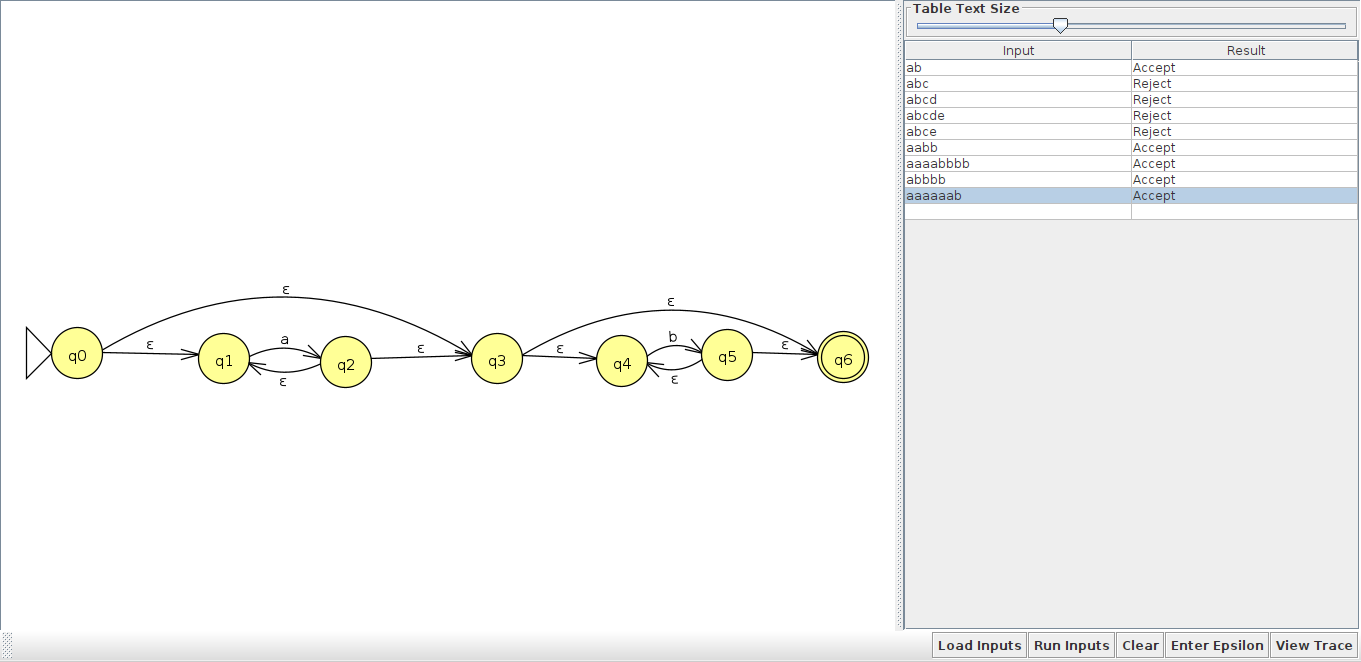 Table Text Size
Input Result
ab Accept
abc Reject
abcd Reject
abcde Reject
abce Reject
aabb Accept
aaaabbbb Accept
abbbb Accept
aaaaaab Accept
ε ε
ε a ε ε b ε
q0 q1 q2 q3 q4 q5 q6
ε ε
Load Inputs Run Inputs Clear Enter Epsilon View Trace